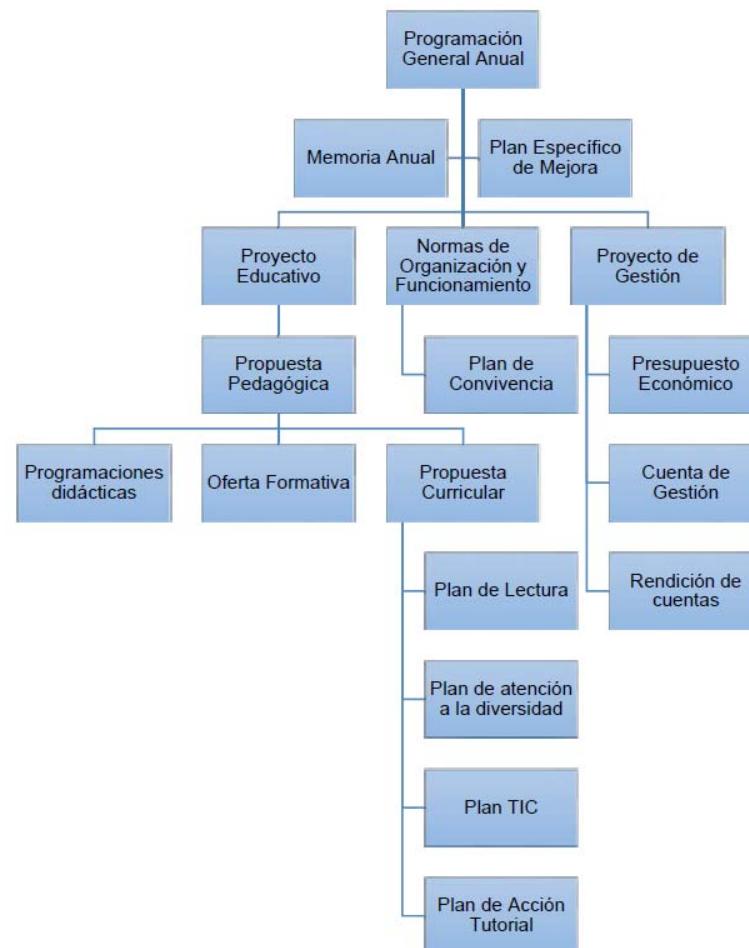 Programación
General Anual
Memoria Anual
Plan Específico
de Mejora
Proyecto
Educativo
Normas de
Organización y
Funcionamiento
Proyecto de
Gestión
Propuesta
Pedagógica
Plan de
Convivencia
Presupuesto
Económico
Programaciones
didácticas
Oferta Formativa
Propuesta
Curricular
Cuenta de
Gestión
Plan de Lectura
Rendición de
cuentas
Plan de atención
a la diversidad
Plan TIC
Plan de Acción
Tutorial